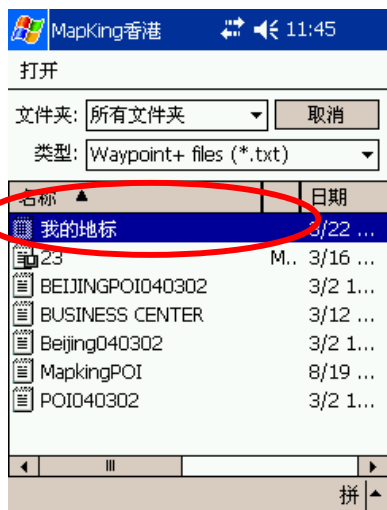 MapKing香港 11:45
打开
文件夹: 所有文件夹 取消
类型: Waypoint+ files (*.txt)
名称 日期
我的地标 3/22 ...
23 M.. 3/16 ...
BEIJINGPOI040302 3/2 1...
BUSINESS CENTER 3/12 ...
Beijing040302 3/2 1...
MapkingPOI 8/19 ...
POI040302 3/2 1...
拼